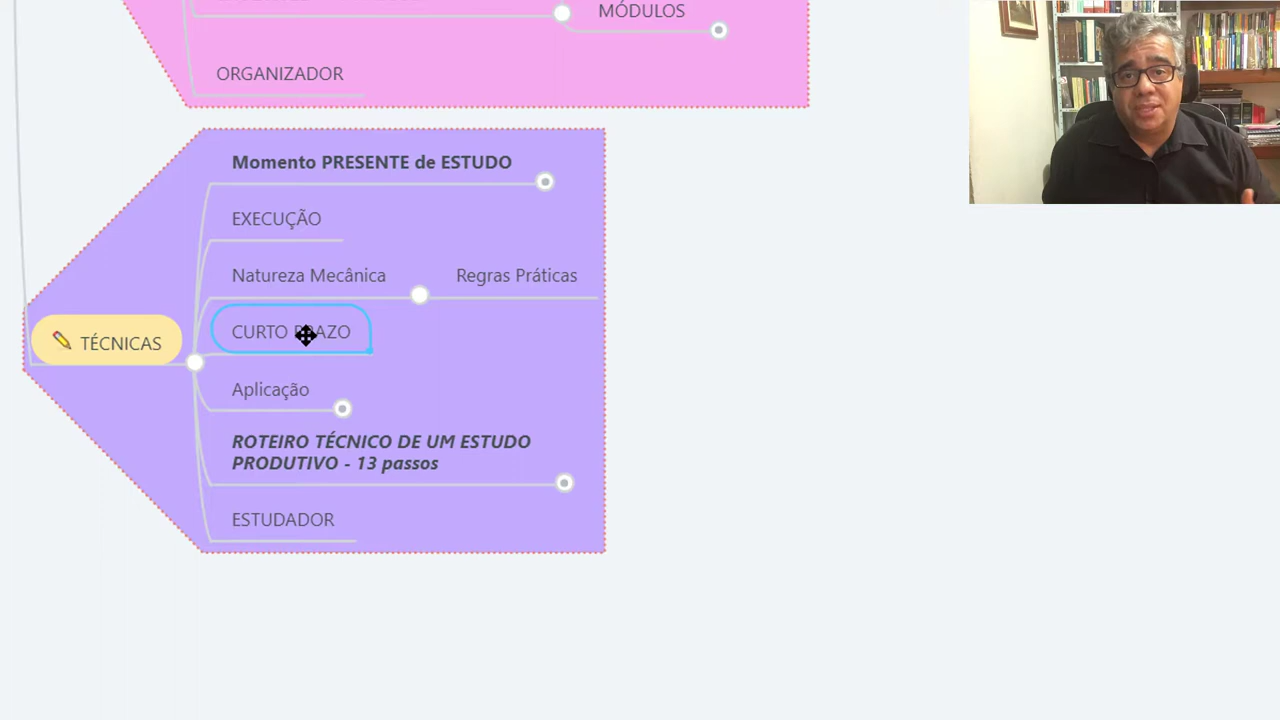 MÓDULOS
ORGANIZADOR
Momento PRESENTE de ESTUDO
EXECUÇÃO
Natureza Mecânica
Regras Práticas
CURTO PRAZO
TÉCNICAS
Aplicação
ROTEIRO TÉCNICO DE UM ESTUDO
PRODUTIVO - 13 passos
ESTUDADOR